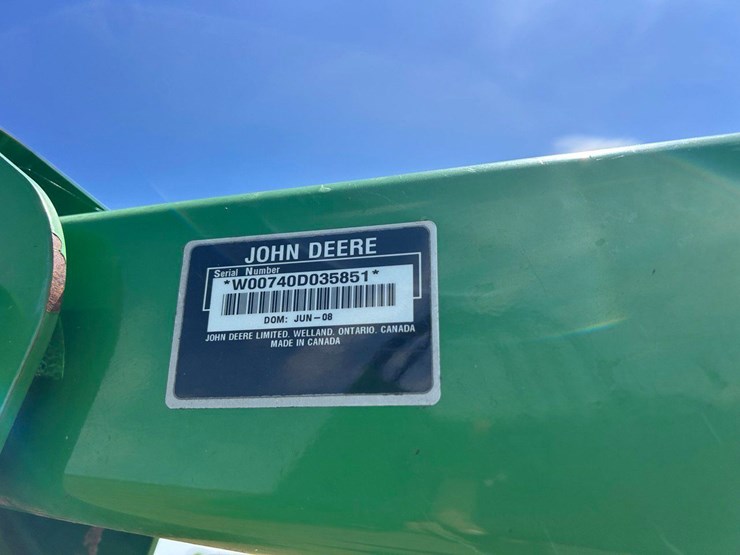 JOHN DEERE
Serial Number
*W00740D035851*
DOM: JUN-08
JOHN DEERE LIMITED. WELLAND. ONTARIO. CANADA
MADE IN CANADA